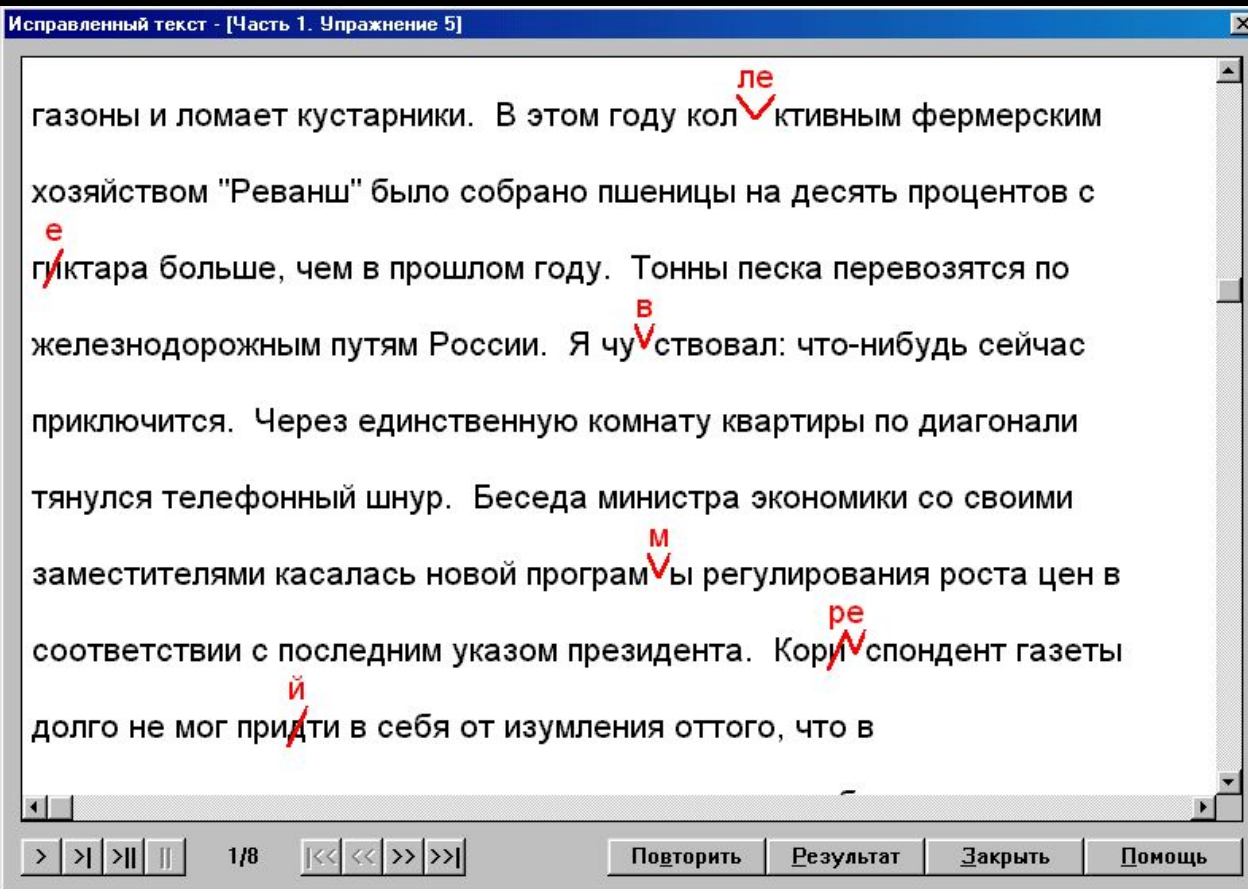 Исправленный текст - [Часть 1. Упражнение 5]
ле
газоны и ломает кустарники. В этом году кол ктивным фермерским
хозяйством "Реванш" было собрано пшеницы на десять процентов с
е
гиктара больше, чем в прошлом году. Тонны песка перевозятся по
в
железнодорожным путям России. Я чу ствовал: что-нибудь сейчас
приключится. Через единственную комнату квартиры по диагонали
тянулся телефонный шнур. Беседа министра экономики со своими
м
заместителями касалась новой програм ы регулирования роста цен в
ре
соответствии с последним указом президента. Кори спондент газеты
й
долго не мог придти в себя от изумления оттого, что в
> >| >|| || 1/8 |<< << >> >>| Повторить Результат Закрыть Помощь